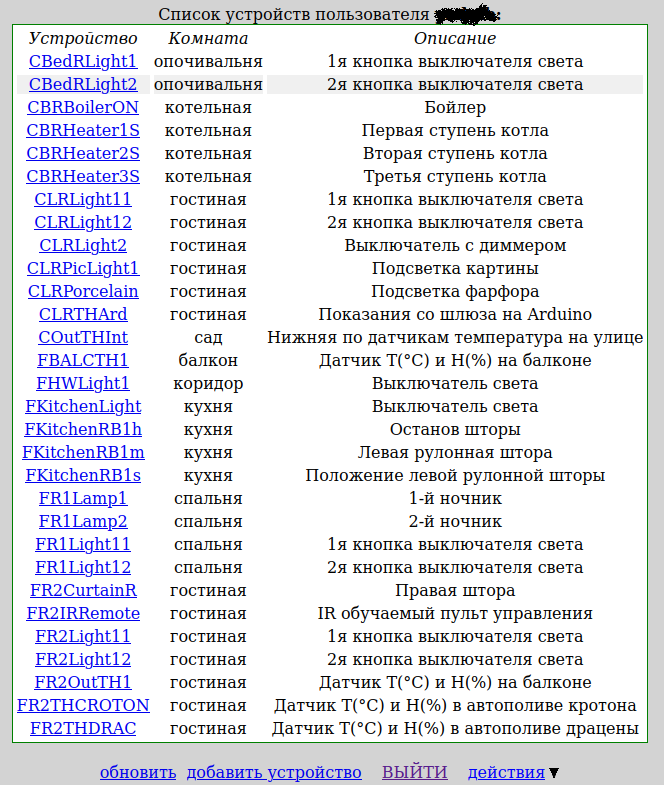 Список устройств пользователя
Устройство Комната Описание
CBedRLight1 опочивальня 1я кнопка выключателя света
CBedRLight2 опочивальня 2я кнопка выключателя света
CBRBoilerON котельная Бойлер
CBRHeater1S котельная Первая ступень котла
CBRHeater2S котельная Вторая ступень котла
CBRHeater3S котельная Третья ступень котла
CLRLight11 гостиная 1я кнопка выключателя света
CLRLight12 гостиная 2я кнопка выключателя света
CLRLight2 гостиная Выключатель с диммером
CLRPicLight1 гостиная Подсветка картины
CLRPorcelain гостиная Подсветка фарфора
CLRTHArd гостиная Показания со шлюза на Arduino
COutTHInt сад Нижняя по датчикам температура на улице
FBALCTH1 балкон Датчик T(°C) и H(%) на балконе
FHWLight1 коридор Выключатель света
FKitchenLight кухня Выключатель света
FKitchenRB1h кухня Останов шторы
FKitchenRB1m кухня Левая рулонная штора
FKitchenRB1s кухня Положение левой рулонной шторы
FR1Lamp1 спальня 1-й ночник
FR1Lamp2 спальня 2-й ночник
FR1Light11 спальня 1я кнопка выключателя света
FR1Light12 спальня 2я кнопка выключателя света
FR2CurtainR гостиная Правая штора
FR2IRRemote гостиная IR обучаемый пульт управления
FR2Light11 гостиная 1я кнопка выключателя света
FR2Light12 гостиная 2я кнопка выключателя света
FR2OutTH1 гостиная Датчик T(°C) и H(%) на балконе
FR2THCROTON гостиная Датчик T(°C) и H(%) в автополиве кротона
FR2THDRAC гостиная Датчик T(°C) и H(%) в автополиве драцены
обновить добавить устройство ВЫЙТИ действия▼